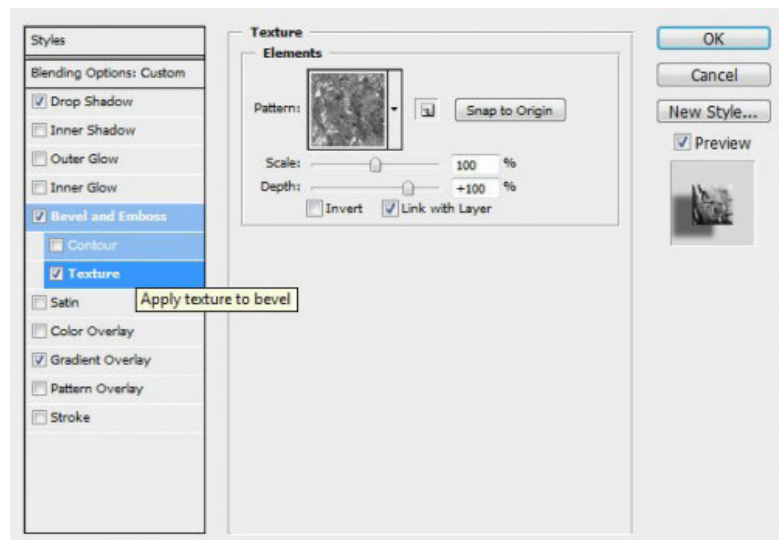 Styles
Blending Options: Custom
Drop Shadow
Inner Shadow
Outer Glow
Inner Glow
Bevel and Emboss
Contour
Texture
Apply texture to bevel
Satin
Color Overlay
Gradient Overlay
Pattern Overlay
Stroke
Texture
Elements
Pattern:
Snap to Origin
Scale: 100 %
Depth: +100 %
Invert Link with Layer
OK
Cancel
New Style...
Preview